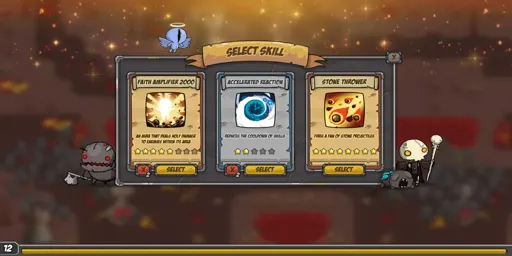 SELECT SKILL
FAITH AMPLIFIER 2000
ACCELERATED REACTION
STONE THROWER
AN AURA THAT DEALS HOLY DAMAGE
TO ENEMIES WITHIN ITS AREA
REDUCES THE COOLDOWN OF SKILLS
FIRES A FAN OF STONE PROJECTILES
X
SELECT
X
SELECT
SELECT
12